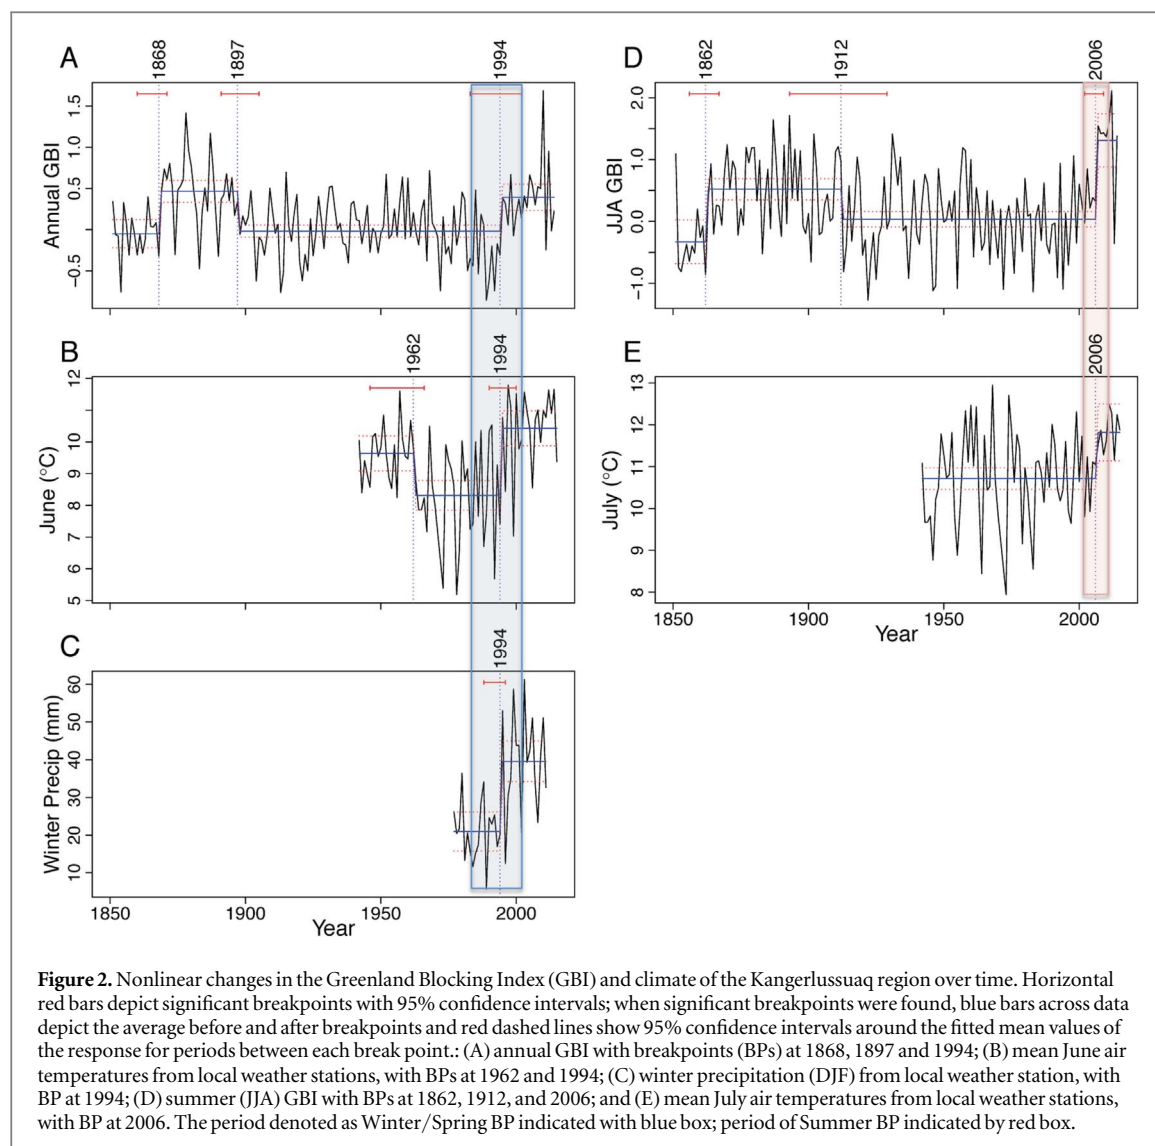 A
1868
1897
1994
Annual GBI
1.5
1.0
0.5
−0.5
D
1862
1912
2006
JJA GBI
2.0
1.0
0.0
−1.0
B
1962
1994
June (°C)
12
10
9
8
7
6
5
E
2006
July (°C)
13
12
11
10
9
8
1850
1900
1950
2000
Year
C
1994
Winter Precip (mm)
60
50
40
30
20
10
1850
1900
1950
2000
Year
Figure 2. Nonlinear changes in the Greenland Blocking Index (GBI) and climate of the Kangerlussuaq region over time. Horizontal
red bars depict significant breakpoints with 95% confidence intervals; when significant breakpoints were found, blue bars across data
depict the average before and after breakpoints and red dashed lines show 95% confidence intervals around the fitted mean values of
the response for periods between each break point.: (A) annual GBI with breakpoints (BPs) at 1868, 1897 and 1994; (B) mean June air
temperatures from local weather stations, with BPs at 1962 and 1994; (C) winter precipitation (DJF) from local weather station, with
BP at 1994; (D) summer (JJA) GBI with BPs at 1862, 1912, and 2006; and (E) mean July air temperatures from local weather stations,
with BP at 2006. The period denoted as Winter/Spring BP indicated with blue box; period of Summer BP indicated by red box.